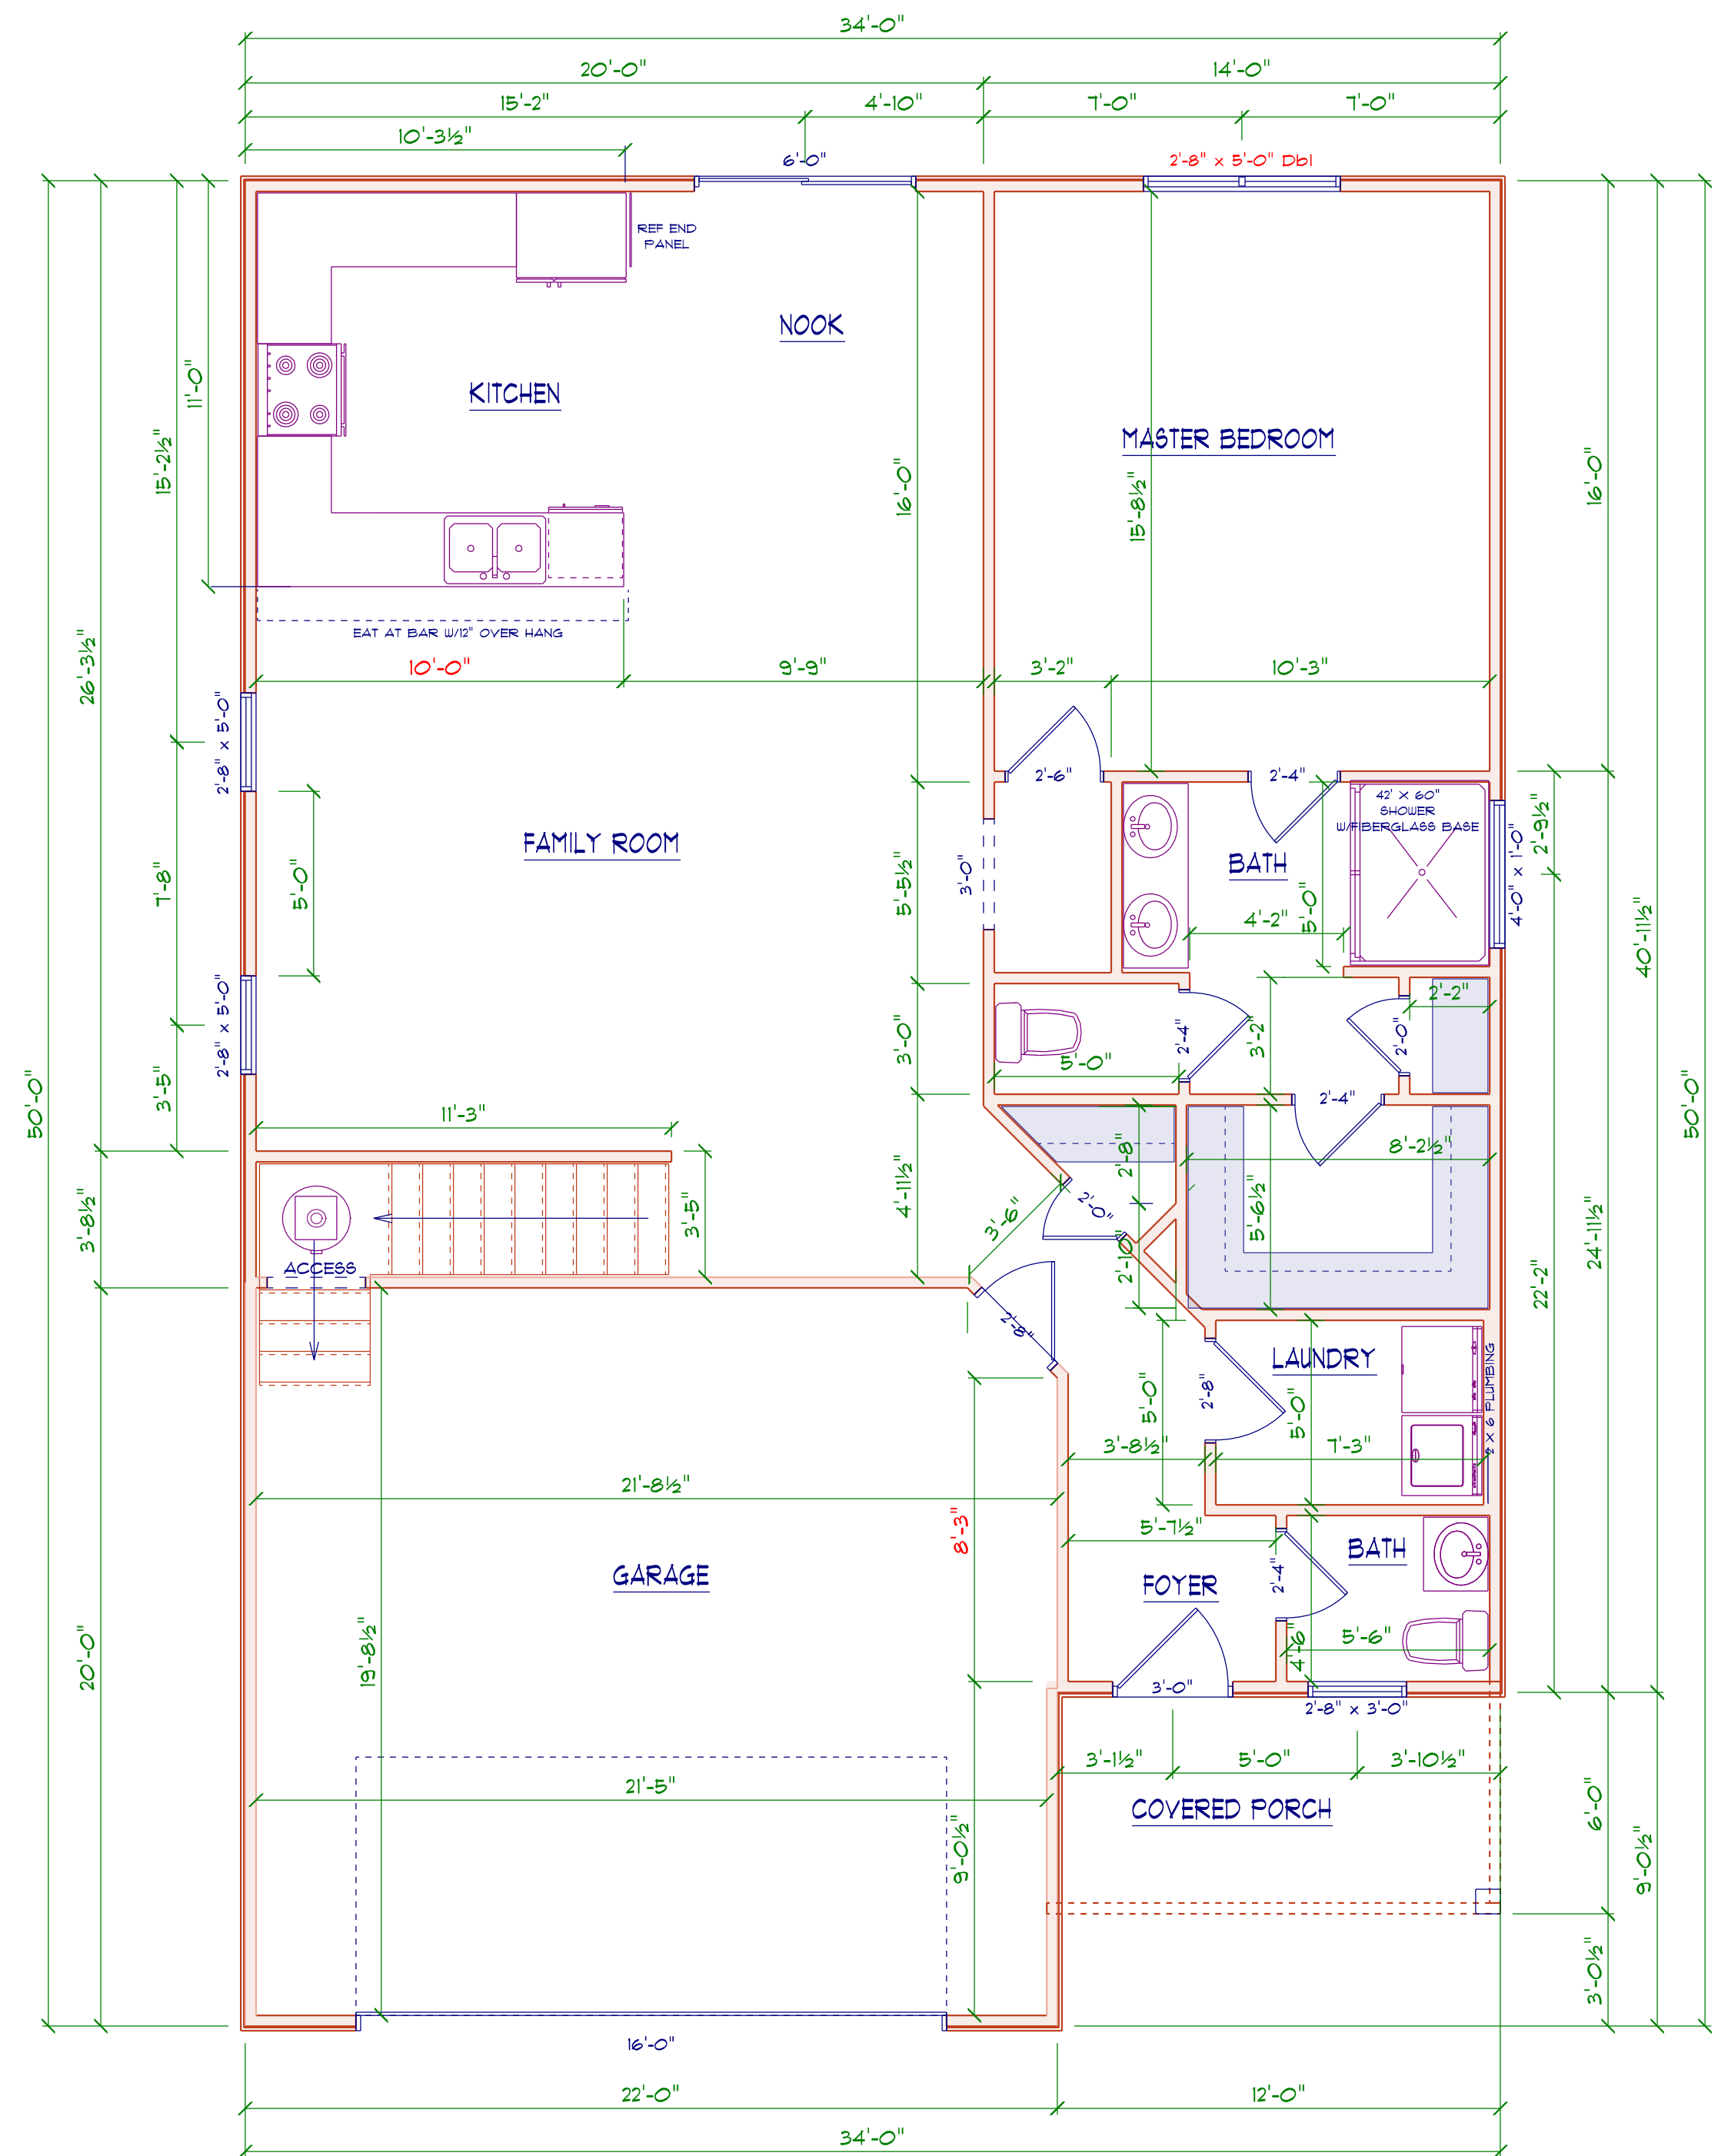 34'-0"
20'-0" 14'-0"
15'-2" 4'-10" 7'-0" 7'-0"
10'-3½"
6'-0" 2'-8" x 5'-0" Dbl
REF END
PANEL
NOOK
KITCHEN
11'-0"
15'-2½"
MASTER BEDROOM
16'-0"
15'-8½"
16'-0"
EAT AT BAR W/12" OVER HANG
10'-0" 9'-9" 3'-2" 10'-3"
26'-3½"
2'-8" x 5'-0"
2'-6" 2'-4"
42' X 60"
SHOWER
W/FIBERGLASS BASE
2'-9½"
4'-0" x 1'-0"
FAMILY ROOM
BATH
7'-8"
5'-0"
5'-5½"
3'-0"
4'-2"
5'-0"
40'-11½"
2'-8" x 5'-0"
3'-5"
3'-0"
5'-0"
2'-4"
3'-2"
2'-0"
2'-2"
50'-0"
50'-0"
11'-3"
2'-4"
8'-2½"
2'-8"
4'-11½"
3'-5"
3'-8½"
3'-6"
2'-0"
2'-10"
5'-6½"
24'-11½"
22'-2"
ACCESS
2'-8"
LAUNDRY
2 X 6 PLUMBING
2'-8"
5'-0"
5'-0"
3'-8½" 7'-3"
21'-8½"
8'-3"
5'-7½"
BATH
GARAGE
FOYER
2'-4"
19'-8½"
20'-0"
4'-6"
5'-6"
3'-0"
2'-8" x 3'-0"
3'-1½" 5'-0" 3'-10½"
21'-5"
COVERED PORCH
6'-0"
9'-0½"
9'-0½"
3'-0½"
16'-0"
22'-0" 12'-0"
34'-0"